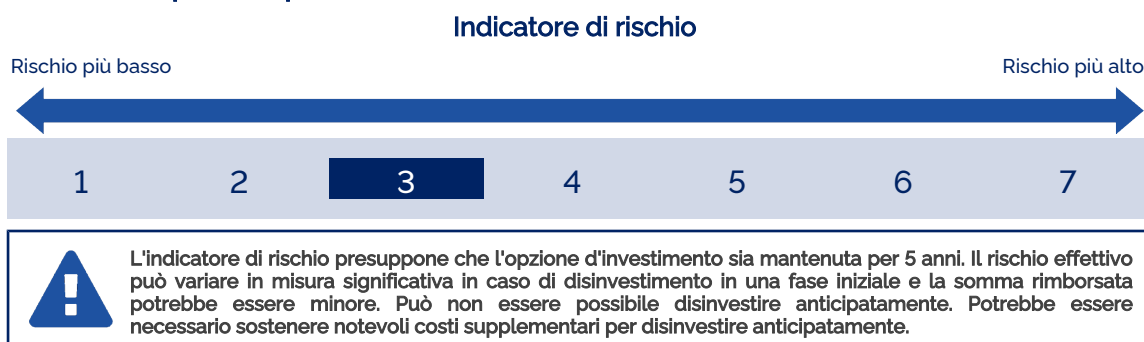 Indicatore di rischio
Rischio più basso
Rischio più alto
1 2 3 4 5 6 7
L'indicatore di rischio presuppone che l'opzione d'investimento sia mantenuta per 5 anni. Il rischio effettivo
può variare in misura significativa in caso di disinvestimento in una fase iniziale e la somma rimborsata
potrebbe essere minore. Può non essere possibile disinvestire anticipatamente. Potrebbe essere
necessario sostenere notevoli costi supplementari per disinvestire anticipatamente.